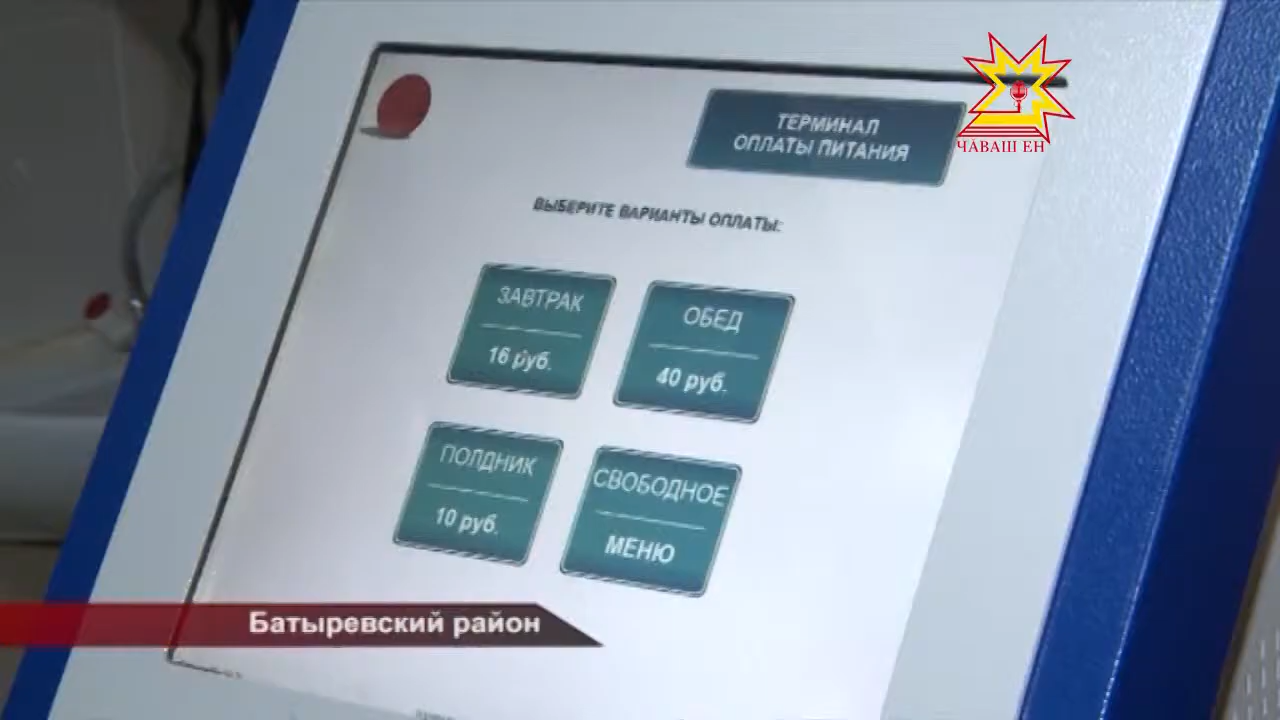 ТЕРМИНАЛ
ОПЛАТЫ ПИТАНИЯ
ЧӐВАШ ЕН
ВЫБЕРИТЕ ВАРИАНТЫ ОПЛАТЫ:
ЗАВТРАК
16 руб.
ОБЕД
40 руб.
ПОЛДНИК
10 руб.
СВОБОДНОЕ
МЕНЮ
Батыревский район